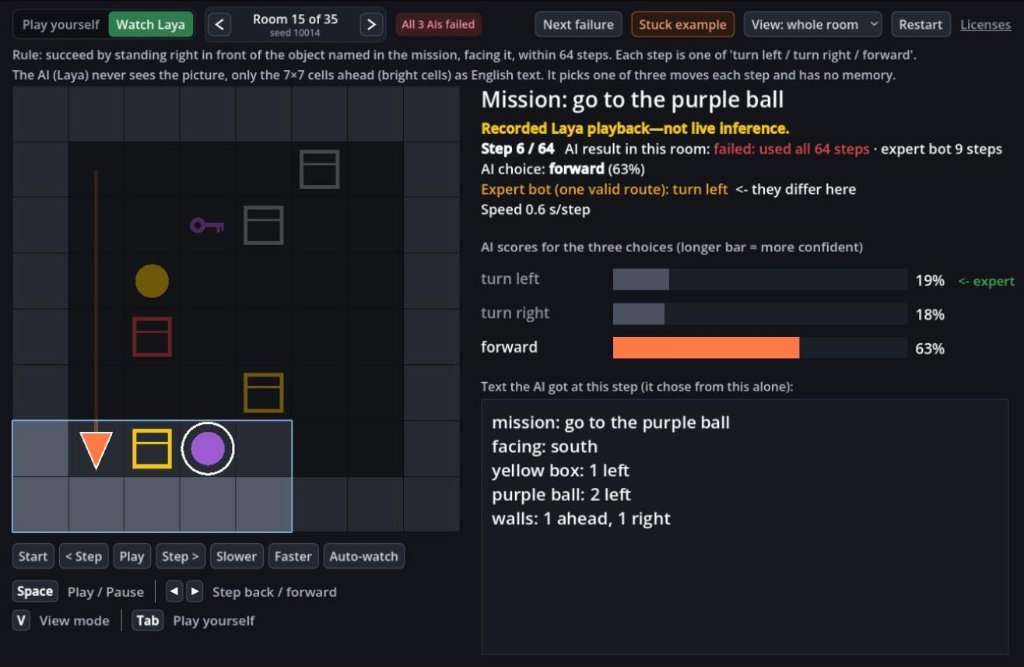 Play yourself
Watch Laya
<
Room 15 of 35
seed 10014
>
All 3 AIs failed
Next failure
Stuck example
View: whole room
Restart
Licenses
Rule: succeed by standing right in front of the object named in the mission, facing it, within 64 steps. Each step is one of 'turn left / turn right / forward'.
The AI (Laya) never sees the picture, only the 7×7 cells ahead (bright cells) as English text. It picks one of three moves each step and has no memory.
Mission: go to the purple ball
Recorded Laya playback—not live inference.
Step 6 / 64 AI result in this room: failed: used all 64 steps · expert bot 9 steps
AI choice: forward (63%)
Expert bot (one valid route): turn left <- they differ here
Speed 0.6 s/step
AI scores for the three choices (longer bar = more confident)
turn left 19% <- expert
turn right 18%
forward 63%
Text the AI got at this step (it chose from this alone):
mission: go to the purple ball
facing: south
yellow box: 1 left
purple ball: 2 left
walls: 1 ahead, 1 right
Start
< Step
Play
Step >
Slower
Faster
Auto-watch
Space Play / Pause ◄ ► Step back / forward
V View mode Tab Play yourself